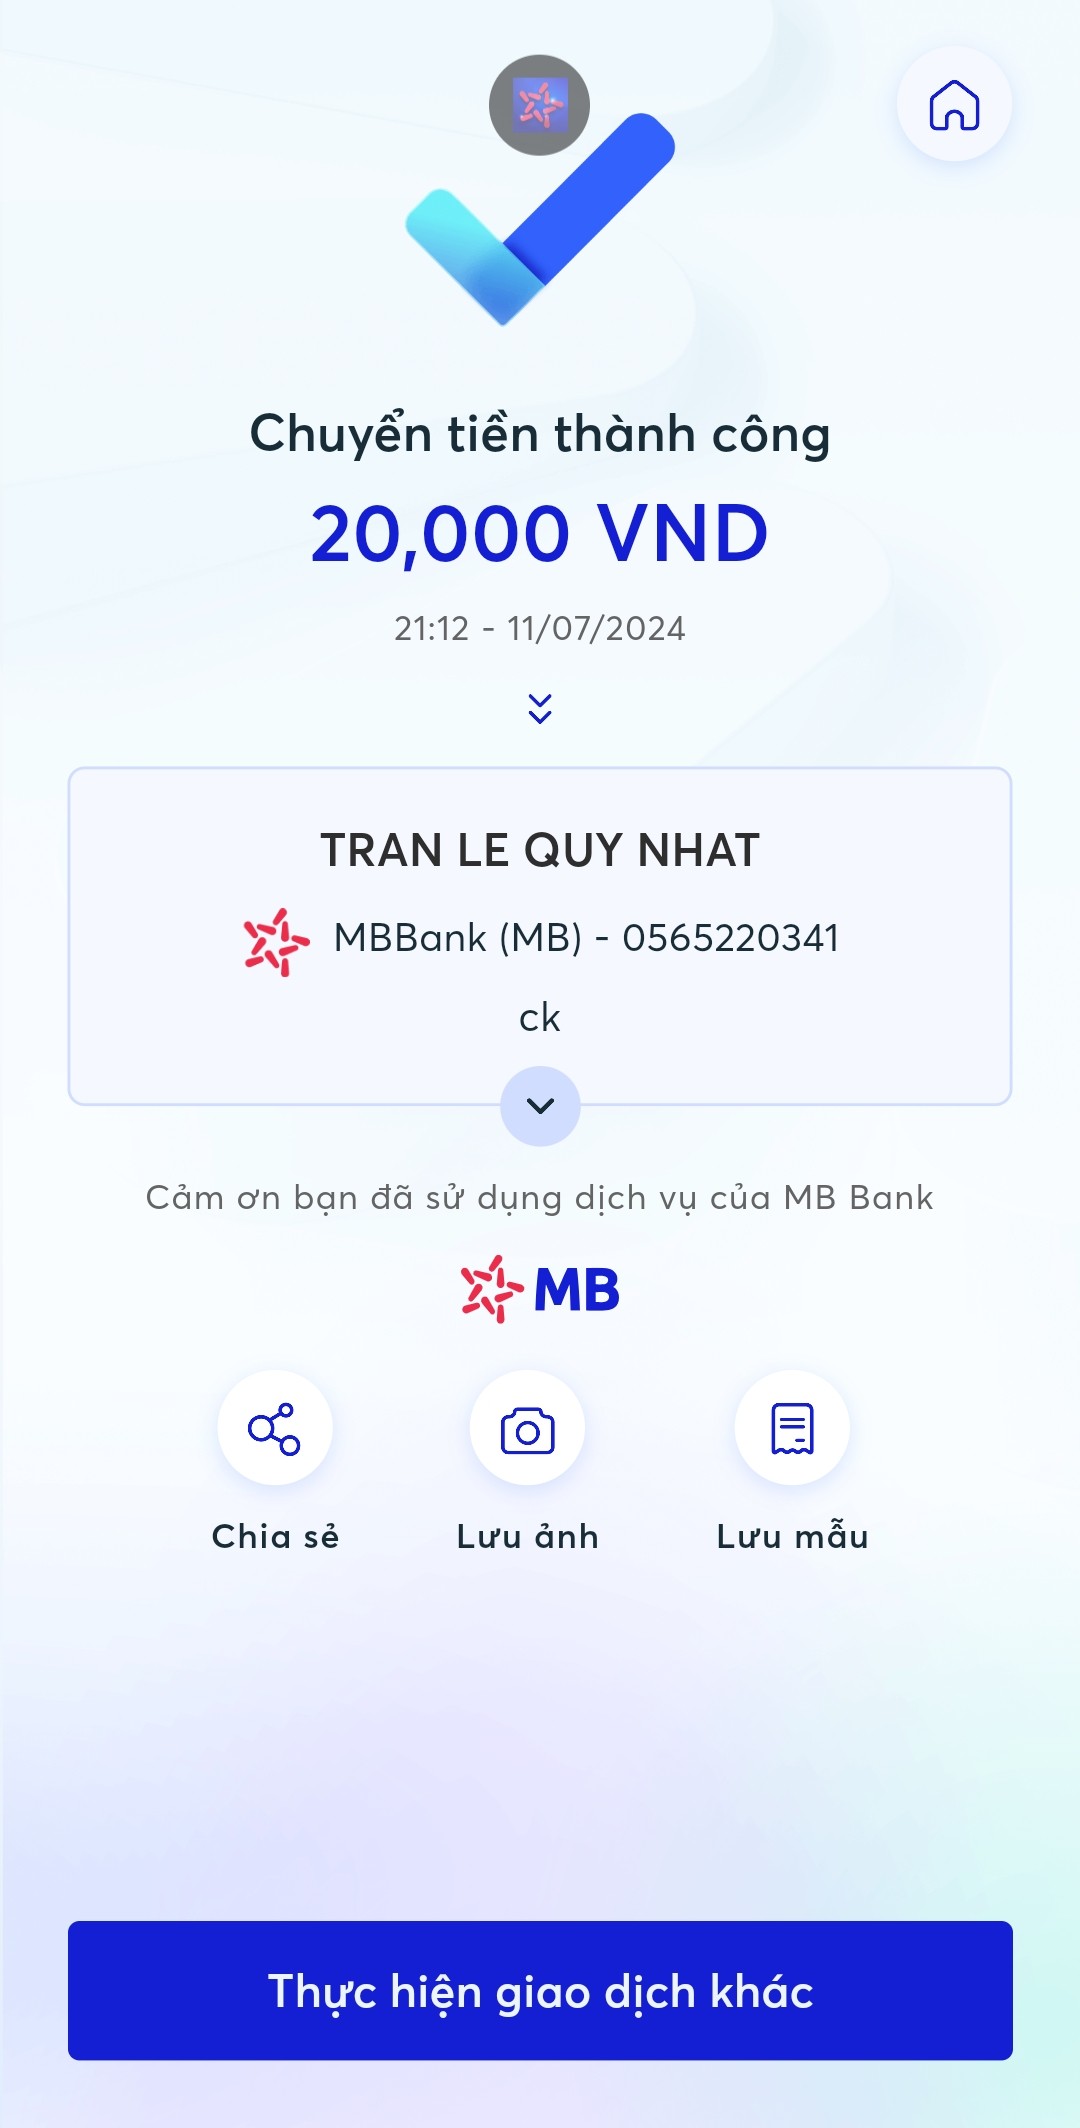 Chuyển tiền thành công
20,000 VND
21:12 - 11/07/2024
TRAN LE QUY NHAT
MBBank (MB) - 0565220341
ck
Cảm ơn bạn đã sử dụng dịch vụ của MB Bank
MB
Chia sẻ
Lưu ảnh
Lưu mẫu
Thực hiện giao dịch khác